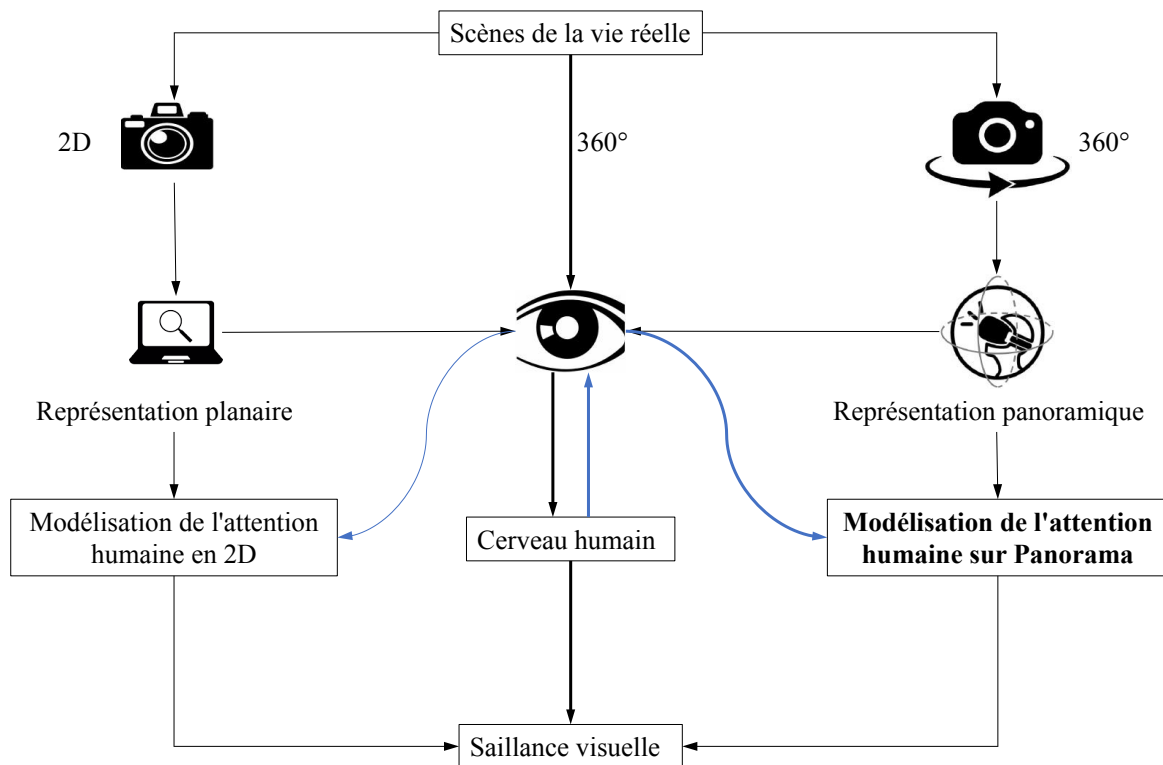 Scènes de la vie réelle
2D
360°
360°
Représentation planaire
Représentation panoramique
Modélisation de l'attention
humaine en 2D
Cerveau humain
Modélisation de l'attention
humaine sur Panorama
Saillance visuelle